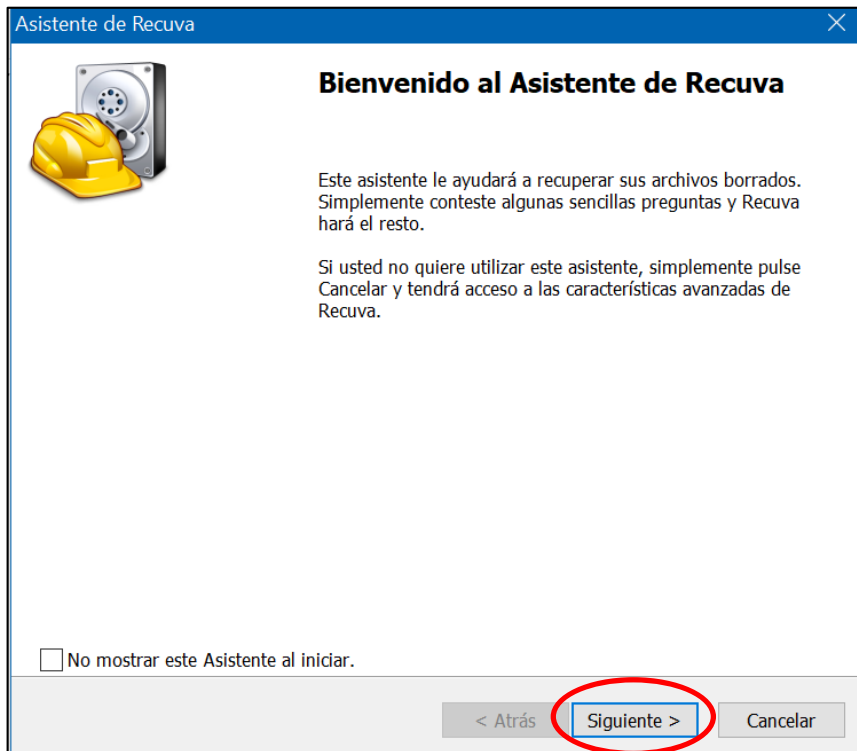 Asistente de Recuva
Bienvenido al Asistente de Recuva
Este asistente le ayudará a recuperar sus archivos borrados.
Simplemente conteste algunas sencillas preguntas y Recuva
hará el resto.
Si usted no quiere utilizar este asistente, simplemente pulse
Cancelar y tendrá acceso a las características avanzadas de
Recuva.
No mostrar este Asistente al iniciar.
< Atrás Siguiente > Cancelar